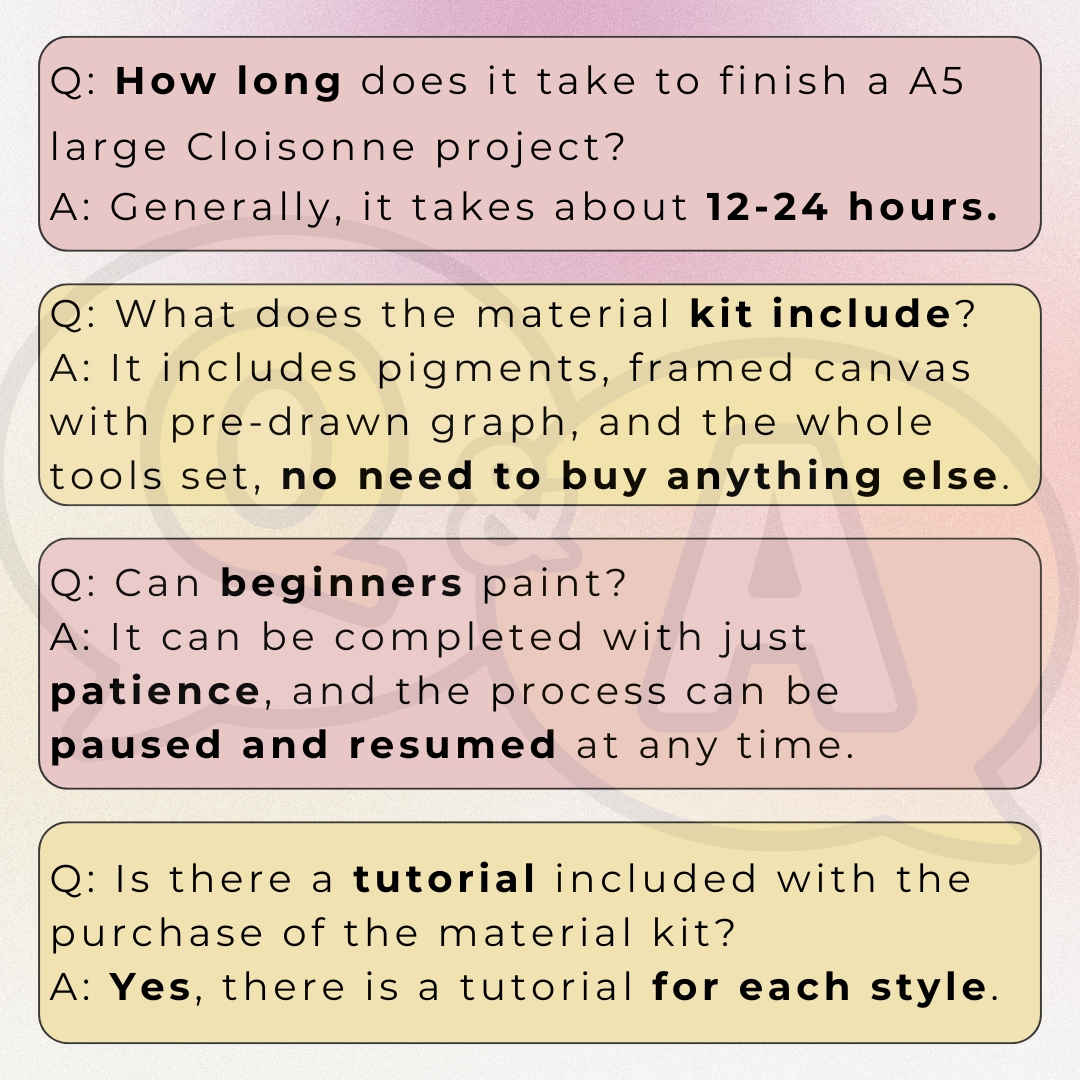 Q: How long does it take to finish a A5
large Cloisonne project?
A: Generally, it takes about 12-24 hours.
Q: What does the material kit include?
A: It includes pigments, framed canvas
with pre-drawn graph, and the whole
tools set, no need to buy anything else.
Q: Can beginners paint?
A: It can be completed with just
patience, and the process can be
paused and resumed at any time.
Q: Is there a tutorial included with the
purchase of the material kit?
A: Yes, there is a tutorial for each style.
Q & A